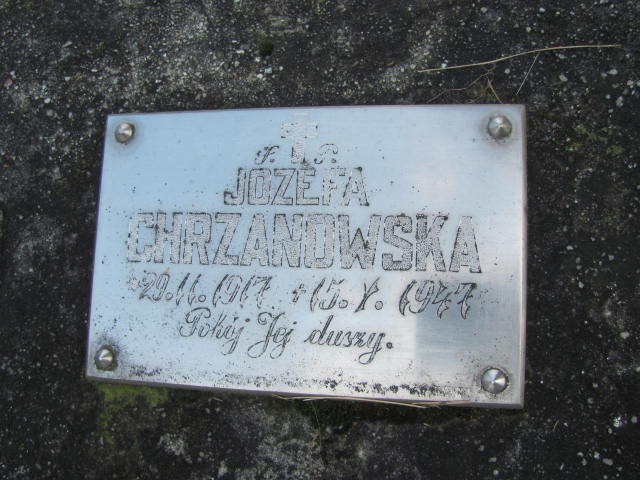 Ś. P.
JÓZEFA
CHRZANOWSKA
*29.11.1917 +15.V.1947
Pokój Jej duszy.